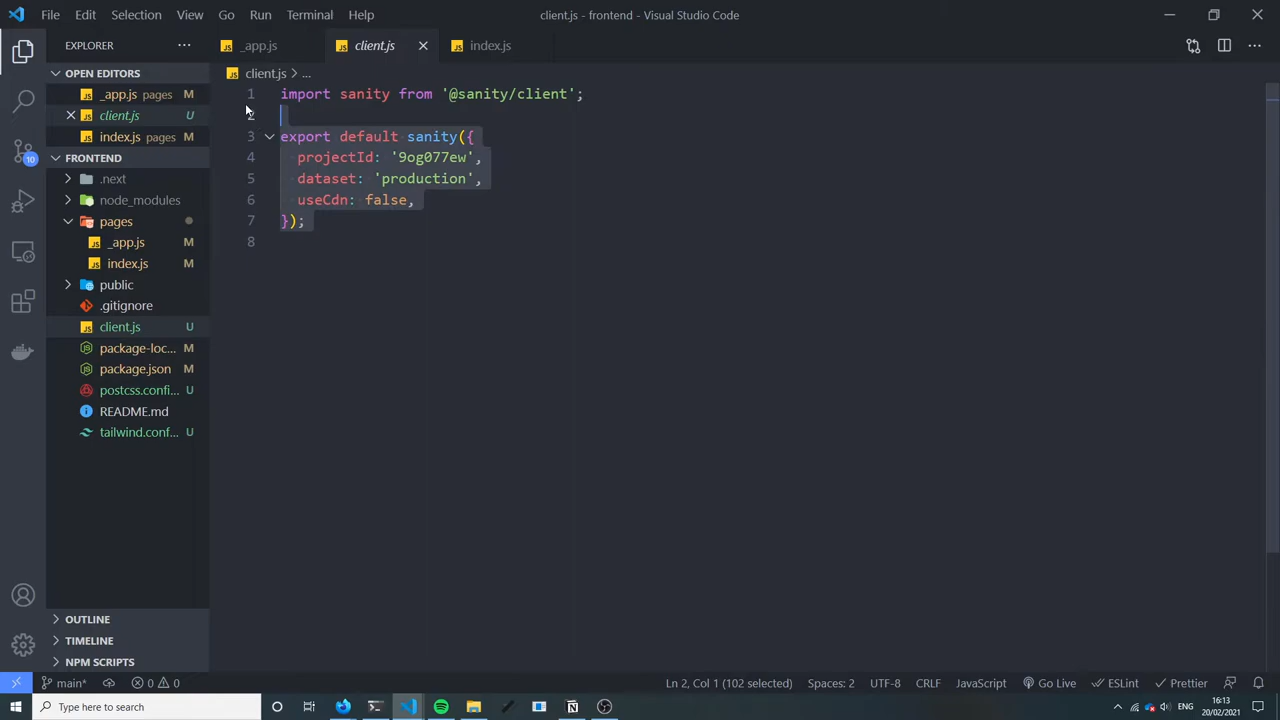 File Edit Selection View Go Run Terminal Help
client.js - frontend - Visual Studio Code
EXPLORER
OPEN EDITORS
_app.js pages M
client.js U
index.js pages M
FRONTEND
.next
node_modules
pages
_app.js M
index.js M
public
.gitignore
client.js U
package-loc... M
package.json M
postcss.confi... U
README.md
tailwind.conf... U
OUTLINE
TIMELINE
NPM SCRIPTS
10
_app.js client.js index.js
client.js > ...
1 import sanity from '@sanity/client';
2
3 export default sanity({
4 projectId: '9og077ew',
5 dataset: 'production',
6 useCdn: false,
7 });
8
main* 0 0
Ln 2, Col 1 (102 selected) Spaces: 2 UTF-8 CRLF JavaScript Go Live ESLint Prettier
Type here to search
ENG
16:13
20/02/2021